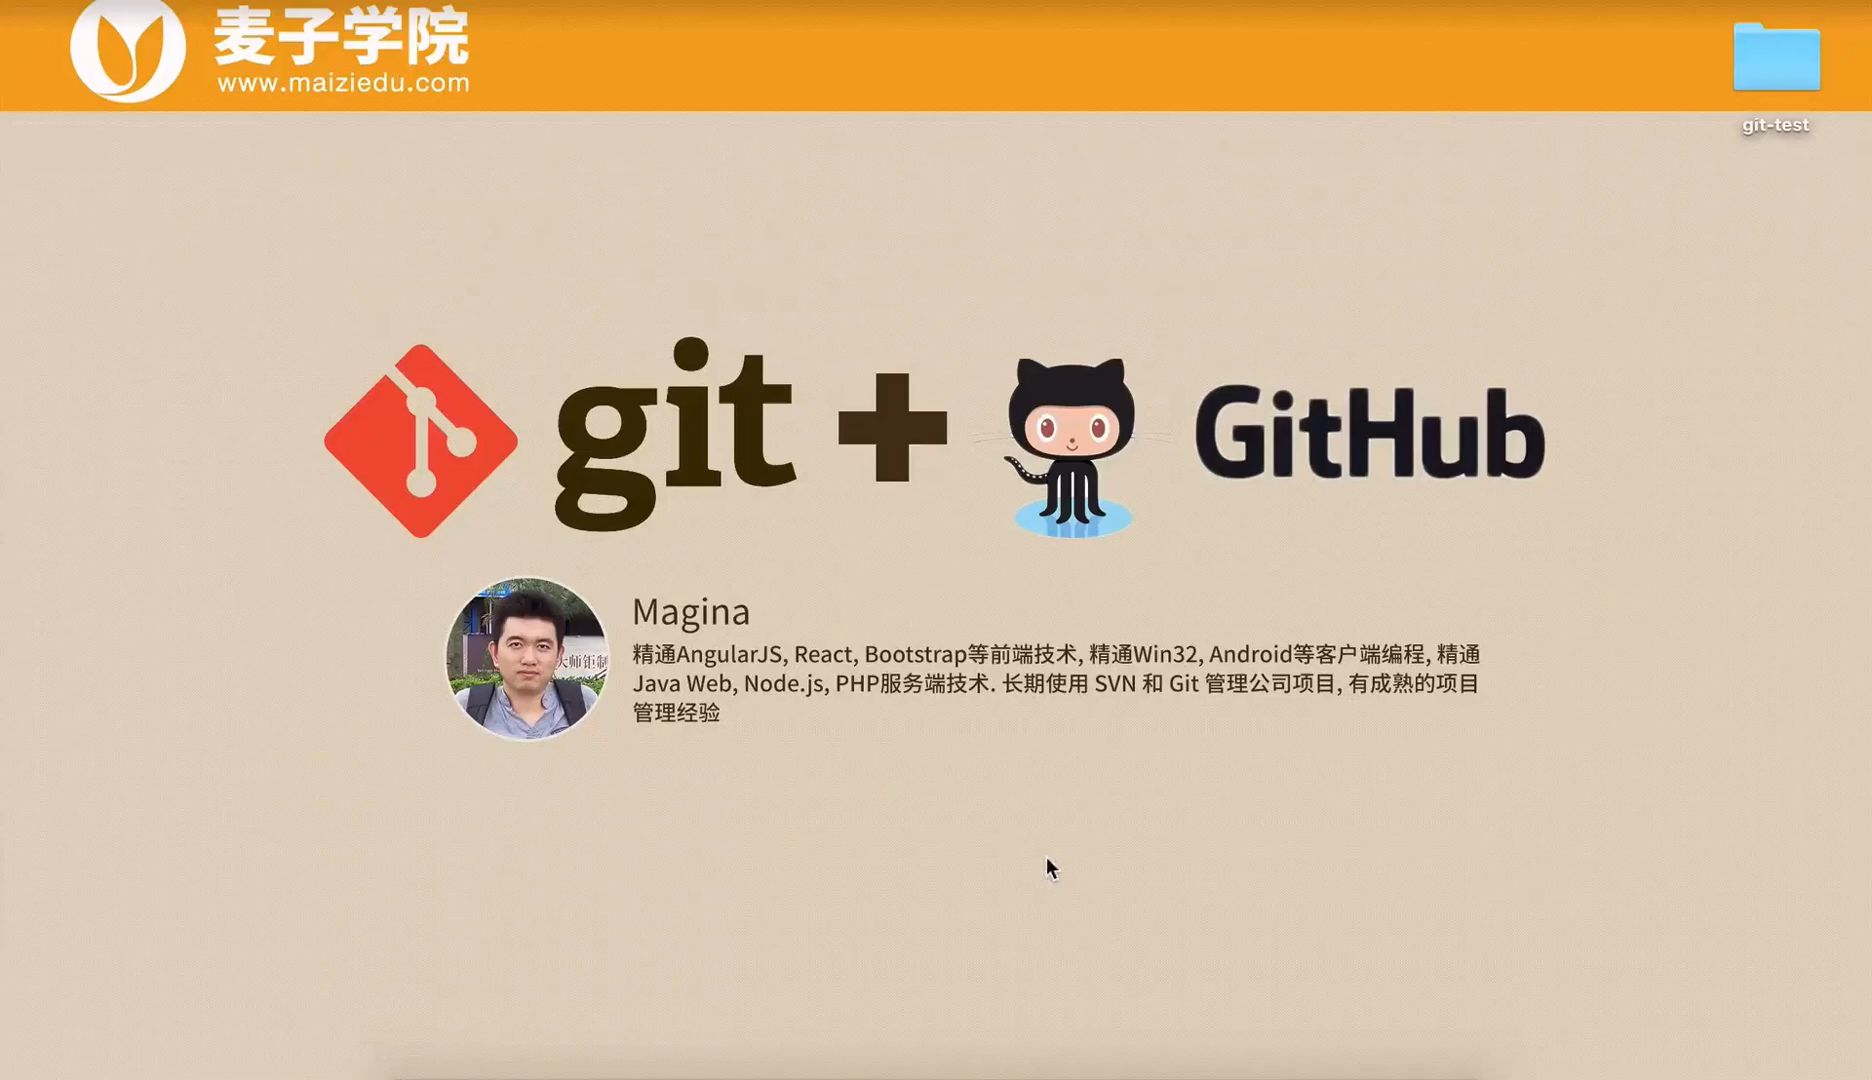 麦子学院
www.maiziedu.com
git-test
git + GitHub
Magina
大师钜制
精通AngularJS, React, Bootstrap等前端技术, 精通Win32, Android等客户端编程, 精通
Java Web, Node.js, PHP服务端技术. 长期使用 SVN 和 Git 管理公司项目, 有成熟的项目
管理经验